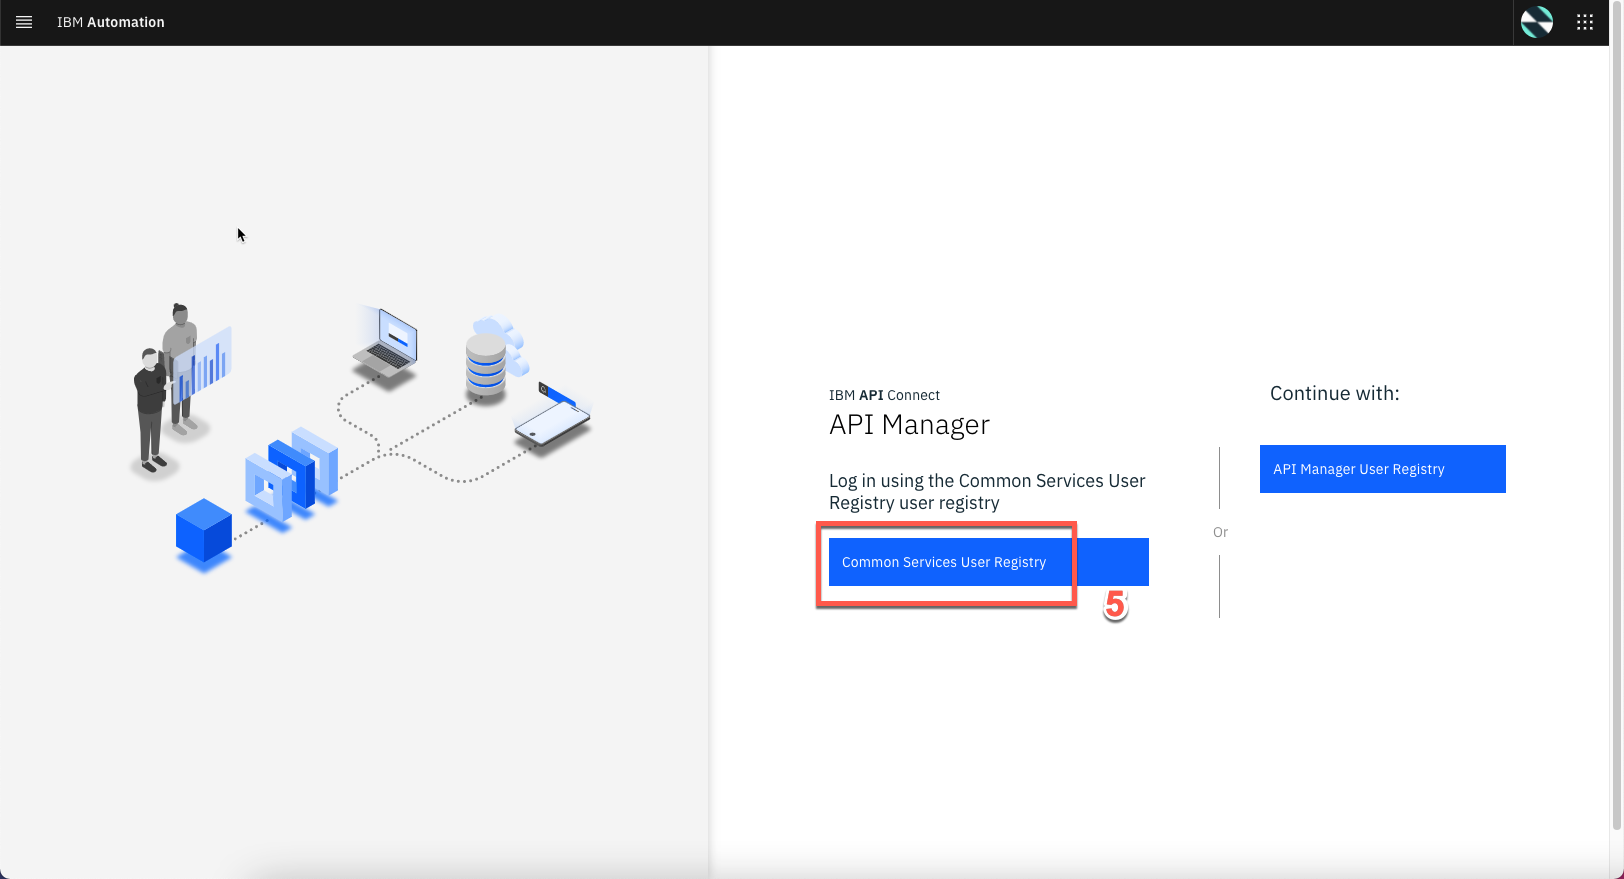 IBM Automation
IBM API Connect
API Manager
Log in using the Common Services User
Registry user registry
Common Services User Registry
5
Or
Continue with:
API Manager User Registry